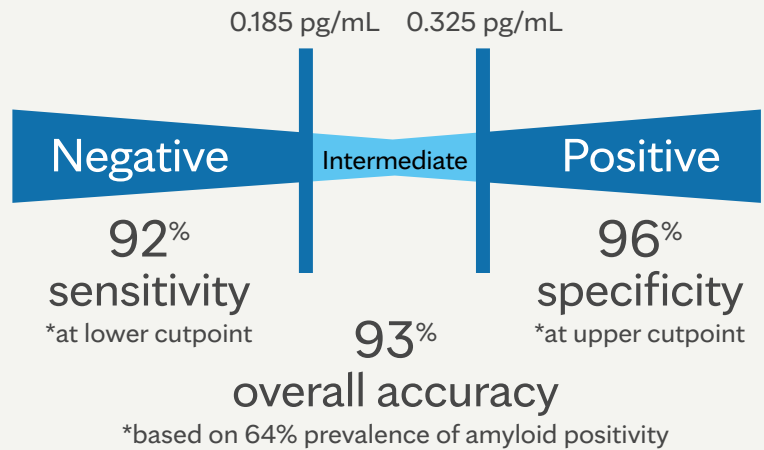 0.185 pg/mL 0.325 pg/mL
Negative Intermediate Positive
92% 96%
sensitivity specificity
*at lower cutpoint *at upper cutpoint
93%
overall accuracy
*based on 64% prevalence of amyloid positivity